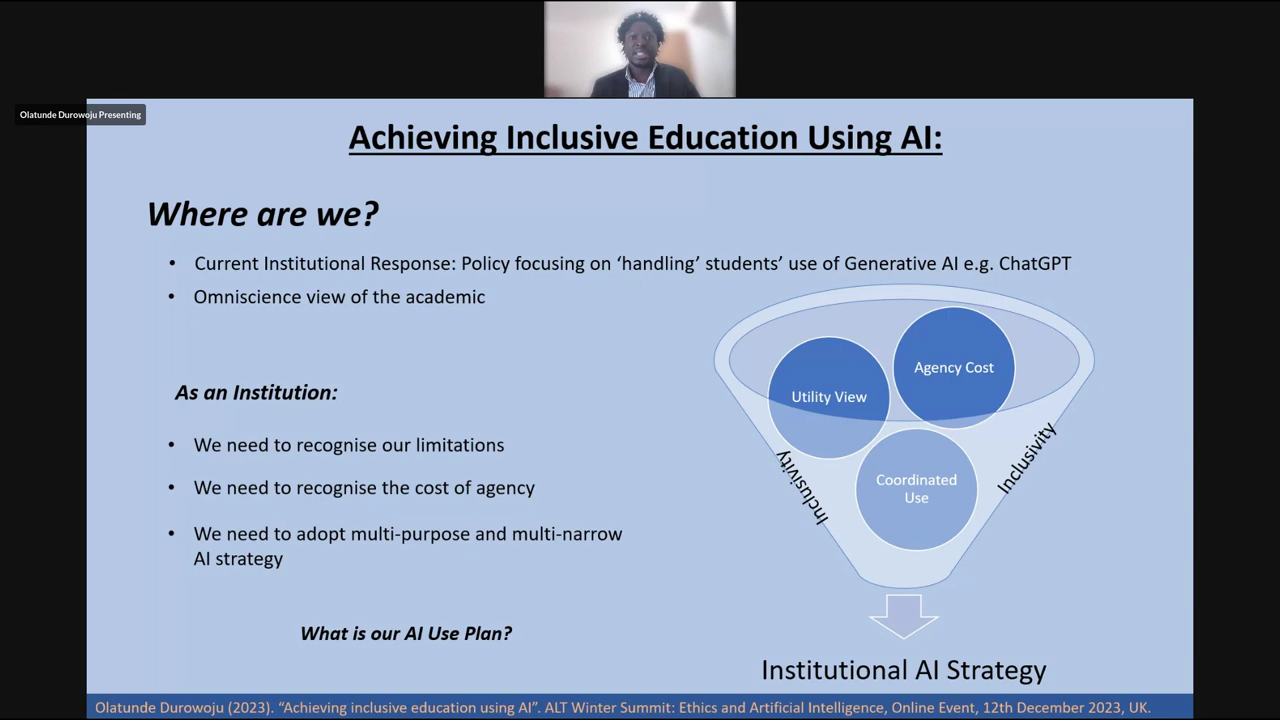 Olatunde Durowoju Presenting
Achieving Inclusive Education Using AI:
Where are we?
• Current Institutional Response: Policy focusing on ‘handling’ students’ use of Generative AI e.g. ChatGPT
• Omniscience view of the academic
As an Institution:
• We need to recognise our limitations
• We need to recognise the cost of agency
• We need to adopt multi-purpose and multi-narrow
AI strategy
What is our AI Use Plan?
Agency Cost
Utility View
Coordinated
Use
Inclusivity
Inclusivity
Institutional AI Strategy
Olatunde Durowoju (2023). “Achieving inclusive education using AI”. ALT Winter Summit: Ethics and Artificial Intelligence, Online Event, 12th December 2023, UK.